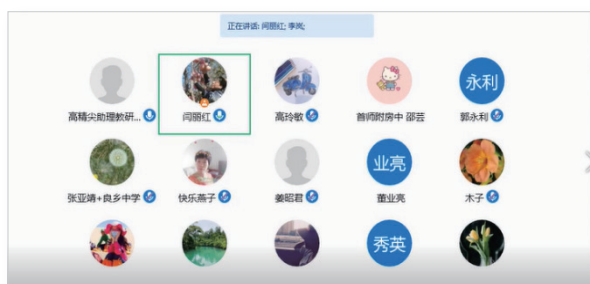 正在讲话: 闫丽红; 李岚;
永利
高精尖助理教研...
闫丽红
高玲敏
首师附房中 邵芸
郭永利
业亮
张亚婧+良乡中学
快乐燕子
姜昭君
董业亮
木子
秀英